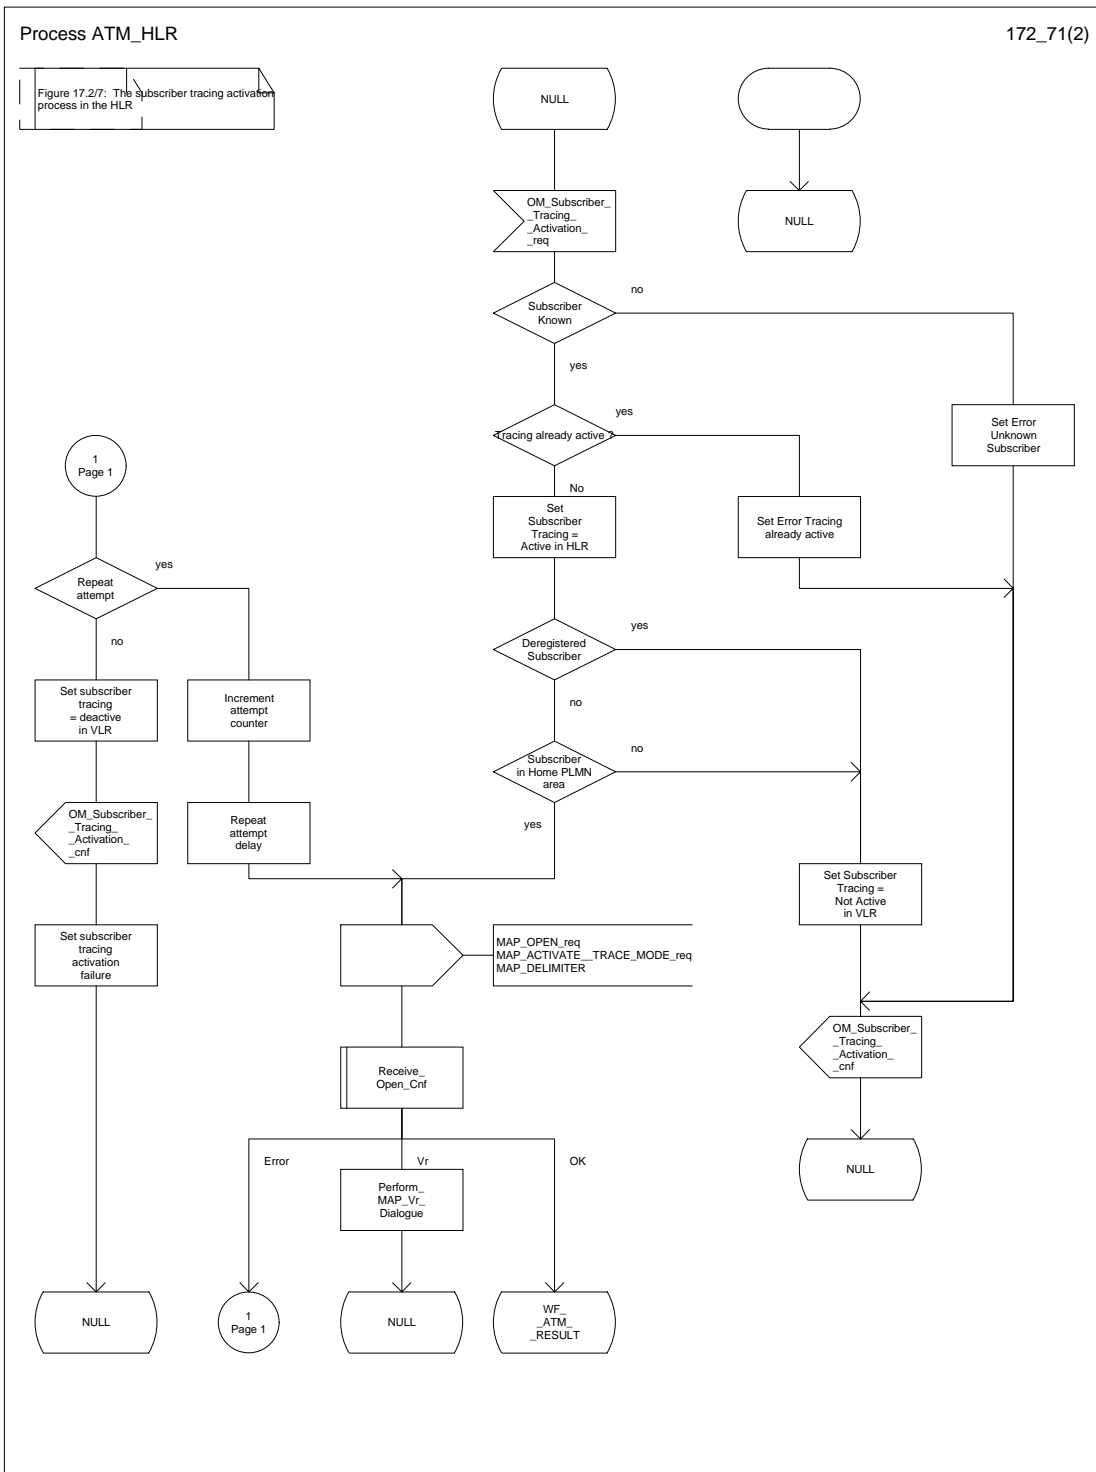 Process ATM_HLR
172_71(2)
Figure 17.2/7: The subscriber tracing activation
process in the HLR
NULL
OM_Subscriber_
_Tracing_
_Activation_
_req
NULL
Subscriber
Known
no
yes
Tracing already active ?
yes
Set Error
Unknown
Subscriber
1
Page 1
No
Set
Subscriber
Tracing =
Active in HLR
Set Error Tracing
already active
Repeat
attempt
yes
no
Deregistered
Subscriber
yes
no
Set subscriber
tracing
= deactive
in VLR
Increment
attempt
counter
Subscriber
in Home PLMN
area
no
yes
OM_Subscriber_
_Tracing_
_Activation_
_cnf
Repeat
attempt
delay
Set Subscriber
Tracing =
Not Active
in VLR
Set subscriber
tracing
activation
failure
MAP_OPEN_req
MAP_ACTIVATE__TRACE_MODE_req
MAP_DELIMITER
OM_Subscriber_
_Tracing_
_Activation_
_cnf
Receive_
Open_Cnf
Error
Vr
OK
NULL
Perform_
MAP_Vr_
Dialogue
NULL
1
Page 1
NULL
WF_
_ATM_
_RESULT